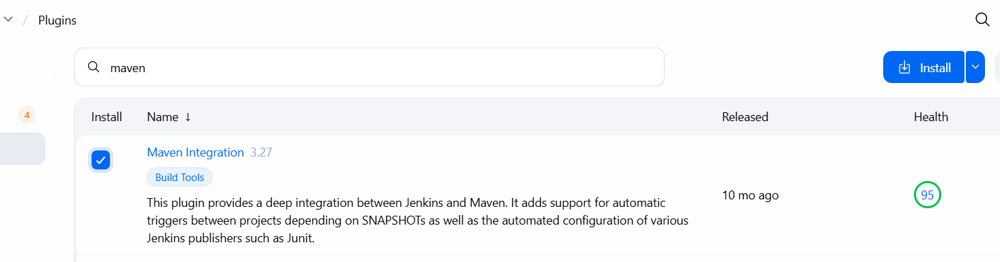 / Plugins
maven
Install
4
Install Name ↓ Released Health
Maven Integration 3.27
Build Tools
This plugin provides a deep integration between Jenkins and Maven. It adds support for automatic
triggers between projects depending on SNAPSHOTs as well as the automated configuration of various
Jenkins publishers such as Junit.
10 mo ago
95